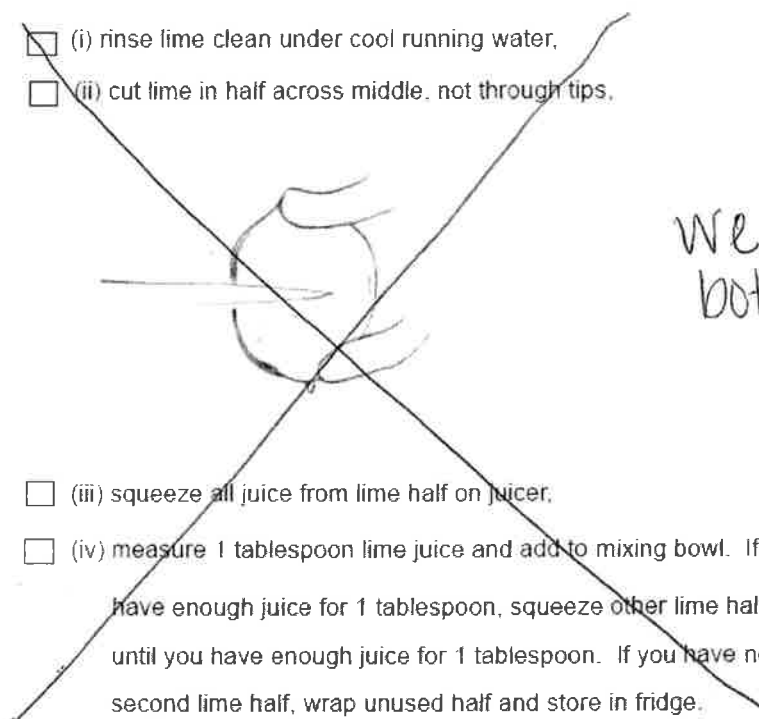 (i) rinse lime clean under cool running water,
(ii) cut lime in half across middle, not through tips,
we
(iii) squeeze all juice from lime half on juicer,
(iv) measure 1 tablespoon lime juice and add to mixing bowl. If
have enough juice for 1 tablespoon, squeeze other lime
until you have enough juice for 1 tablespoon. If you have
second lime half, wrap unused half and store in fridge.